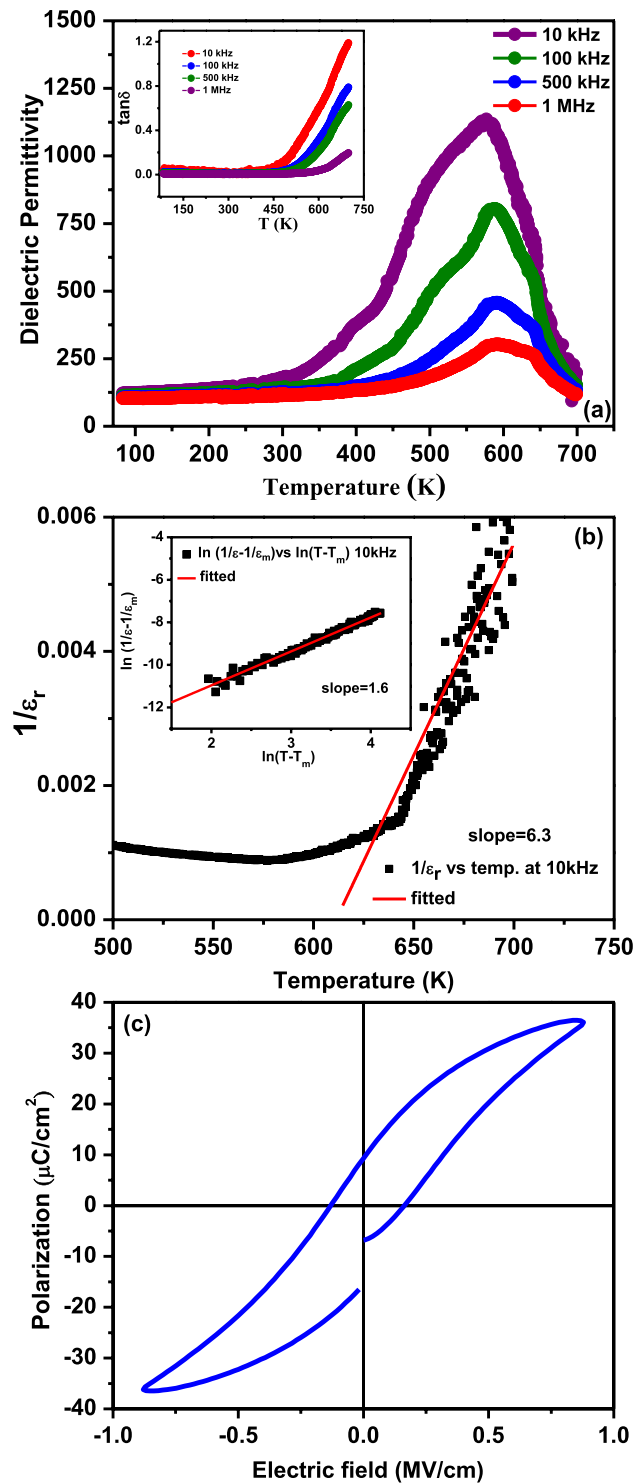 1500
1250
1000
750
500
250
0
Dielectric Permittivity
100 200 300 400 500 600 700
Temperature (K)
10 kHz
100 kHz
500 kHz
1 MHz
(a)
1.2
0.8
0.4
0.0
tanδ
150 300 450 600 750
T (K)
10 kHz
100 kHz
500 kHz
1 MHz
0.006
0.004
0.002
0.000
1/εr
500 550 600 650 700 750
Temperature (K)
(b)
slope=6.3
1/εr vs temp. at 10kHz
fitted
-4
-6
-8
-10
-12
ln (1/ε-1/εm)
2 3 4
ln(T-Tm)
ln (1/ε-1/εm)vs ln(T-Tm) 10kHz
fitted
slope=1.6
(c)
40
30
20
10
0
-10
-20
-30
-40
Polarization (μC/cm²)
-1.0 -0.5 0.0 0.5 1.0
Electric field (MV/cm)